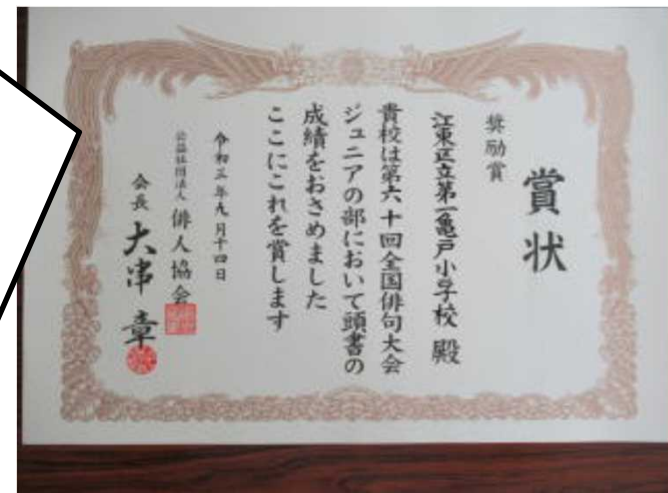 賞状
奨励賞
江東区立第一亀戸小学校 殿
貴校は第六十回全国俳句大会
ジュニアの部において頭書の
成績をおさめました
ここにこれを賞します
令和三年九月十四日
公益社団法人 俳人協会
会長 大串 章